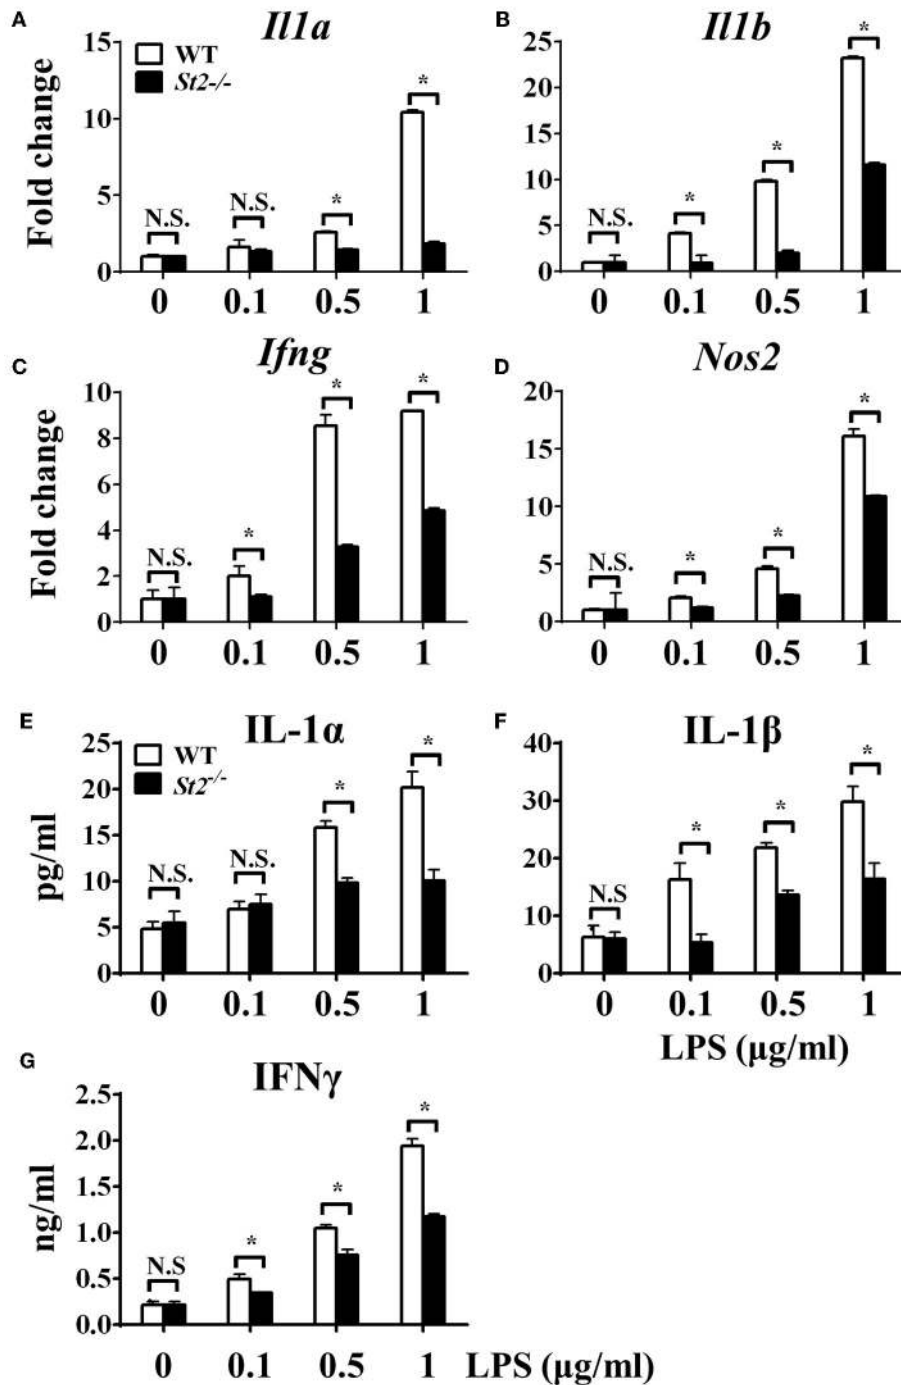 A
Il1a
WT
St2-/-
Fold change
15
10
5
0
N.S.
N.S.
*
*
0 0.1 0.5 1
B
Il1b
25
20
15
10
5
0
N.S.
*
*
*
0 0.1 0.5 1
C
Ifng
Fold change
10
8
6
4
2
0
N.S.
*
*
*
0 0.1 0.5 1
D
Nos2
20
15
10
5
0
N.S.
*
*
*
0 0.1 0.5 1
E
IL-1α
WT
St2-/-
pg/ml
25
20
15
10
5
0
N.S.
N.S.
*
*
0 0.1 0.5 1
F
IL-1β
40
30
20
10
0
N.S
*
*
*
0 0.1 0.5 1
LPS (μg/ml)
G
IFNγ
ng/ml
2.5
2.0
1.5
1.0
0.5
0.0
N.S
*
*
*
0 0.1 0.5 1 LPS (μg/ml)